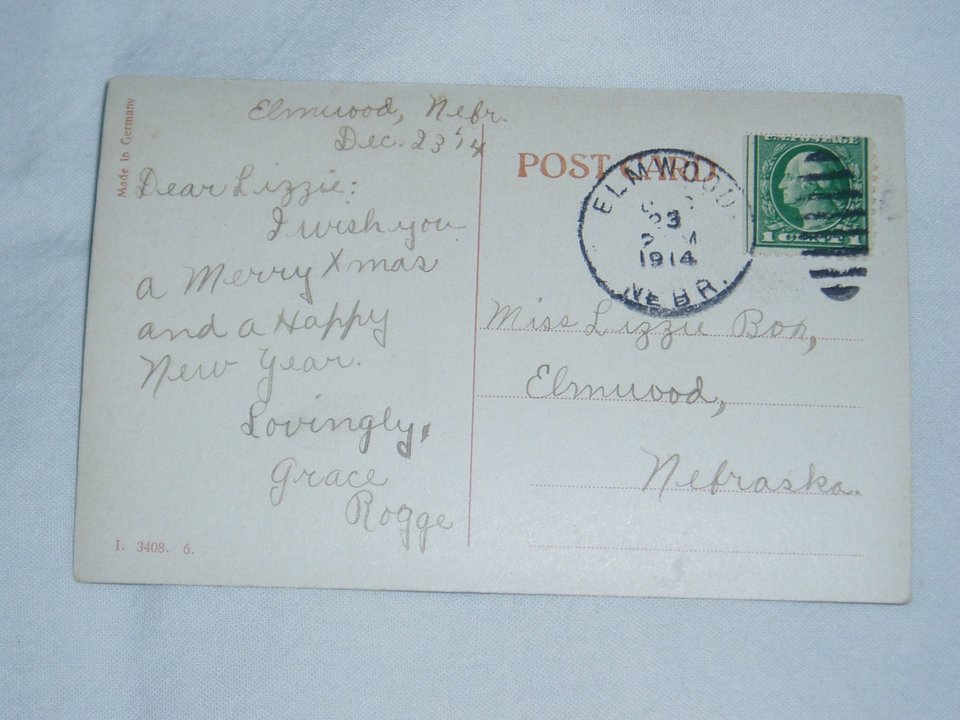 Made in Germany
Elmwood, Nebr.
Dec. 23 '14
Dear Lizzie:
I wish you
a Merry Xmas
and a Happy
New Year.
Lovingly,
Grace
Rogge
I. 3408. 6.
POST CARD
ELMWOOD
23
M
1914
NEBR.
U.S. POSTAGE
1 CENT 1
Miss Lizzie
Elmwood,
Nebraska.